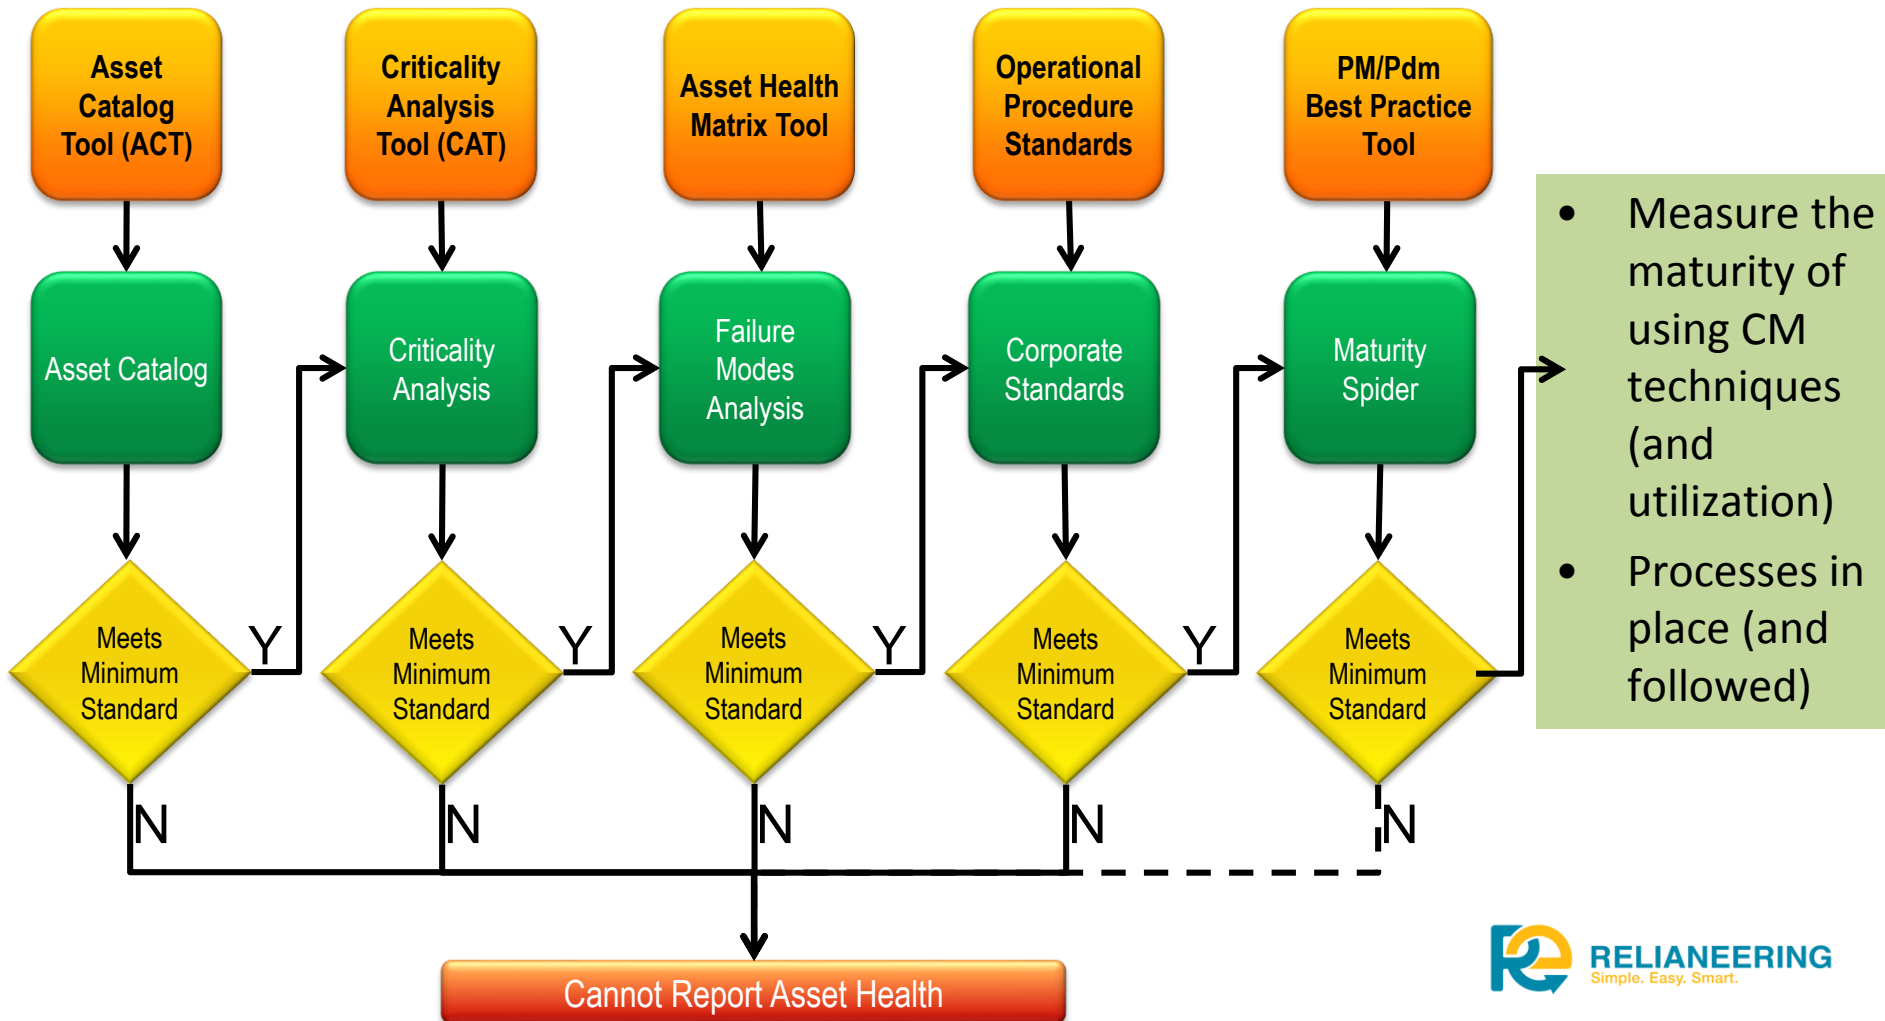 Asset
Catalog
Tool (ACT)
Criticality
Analysis
Tool (CAT)
Asset Health
Matrix Tool
Operational
Procedure
Standards
PM/Pdm
Best Practice
Tool
Asset Catalog
Criticality
Analysis
Failure
Modes
Analysis
Corporate
Standards
Maturity
Spider
• Measure the
maturity of
using CM
techniques
(and
utilization)
• Processes in
place (and
followed)
Meets
Minimum
Standard
Y
Meets
Minimum
Standard
Y
Meets
Minimum
Standard
Y
Meets
Minimum
Standard
Y
Meets
Minimum
Standard
N
N
N
N
N
Cannot Report Asset Health
Re
RELIANEERING
Simple. Easy. Smart.